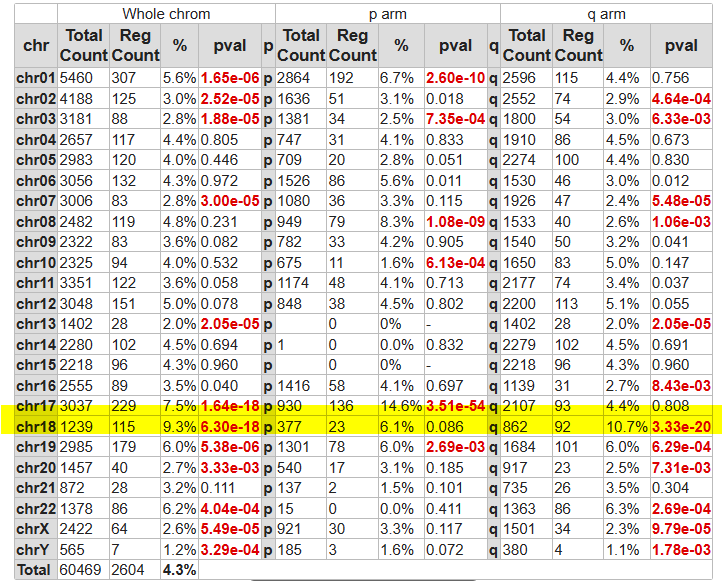 Whole chrom p arm q arm
chr Total Count Reg Count % pval p Total Count Reg Count % pval q Total Count Reg Count % pval
chr01 5460 307 5.6% 1.65e-06 p 2864 192 6.7% 2.60e-10 q 2596 115 4.4% 0.756
chr02 4188 125 3.0% 2.52e-05 p 1636 51 3.1% 0.018 q 2552 74 2.9% 4.64e-04
chr03 3181 88 2.8% 1.88e-05 p 1381 34 2.5% 7.35e-04 q 1800 54 3.0% 6.33e-03
chr04 2657 117 4.4% 0.805 p 747 31 4.1% 0.833 q 1910 86 4.5% 0.673
chr05 2983 120 4.0% 0.446 p 709 20 2.8% 0.051 q 2274 100 4.4% 0.830
chr06 3056 132 4.3% 0.972 p 1526 86 5.6% 0.011 q 1530 46 3.0% 0.012
chr07 3006 83 2.8% 3.00e-05 p 1080 36 3.3% 0.115 q 1926 47 2.4% 5.48e-05
chr08 2482 119 4.8% 0.231 p 949 79 8.3% 1.08e-09 q 1533 40 2.6% 1.06e-03
chr09 2322 83 3.6% 0.082 p 782 33 4.2% 0.905 q 1540 50 3.2% 0.041
chr10 2325 94 4.0% 0.532 p 675 11 1.6% 6.13e-04 q 1650 83 5.0% 0.147
chr11 3351 122 3.6% 0.058 p 1174 48 4.1% 0.713 q 2177 74 3.4% 0.037
chr12 3048 151 5.0% 0.078 p 848 38 4.5% 0.802 q 2200 113 5.1% 0.055
chr13 1402 28 2.0% 2.05e-05 p 0 0% - q 1402 28 2.0% 2.05e-05
chr14 2280 102 4.5% 0.694 p 1 0 0.0% 0.832 q 2279 102 4.5% 0.691
chr15 2218 96 4.3% 0.960 p 0 0% - q 2218 96 4.3% 0.960
chr16 2555 89 3.5% 0.040 p 1416 58 4.1% 0.697 q 1139 31 2.7% 8.43e-03
chr17 3037 229 7.5% 1.64e-18 p 930 136 14.6% 3.51e-54 q 2107 93 4.4% 0.808
chr18 1239 115 9.3% 6.30e-18 p 377 23 6.1% 0.086 q 862 92 10.7% 3.33e-20
chr19 2985 179 6.0% 5.38e-06 p 1301 78 6.0% 2.69e-03 q 1684 101 6.0% 6.29e-04
chr20 1457 40 2.7% 3.33e-03 p 540 17 3.1% 0.185 q 917 23 2.5% 7.31e-03
chr21 872 28 3.2% 0.111 p 137 2 1.5% 0.101 q 735 26 3.5% 0.304
chr22 1378 86 6.2% 4.04e-04 p 15 0 0.0% 0.411 q 1363 86 6.3% 2.69e-04
chrX 2422 64 2.6% 5.49e-05 p 921 30 3.3% 0.117 q 1501 34 2.3% 9.79e-05
chrY 565 7 1.2% 3.29e-04 p 185 3 1.6% 0.072 q 380 4 1.1% 1.78e-03
Total 60469 2604 4.3%